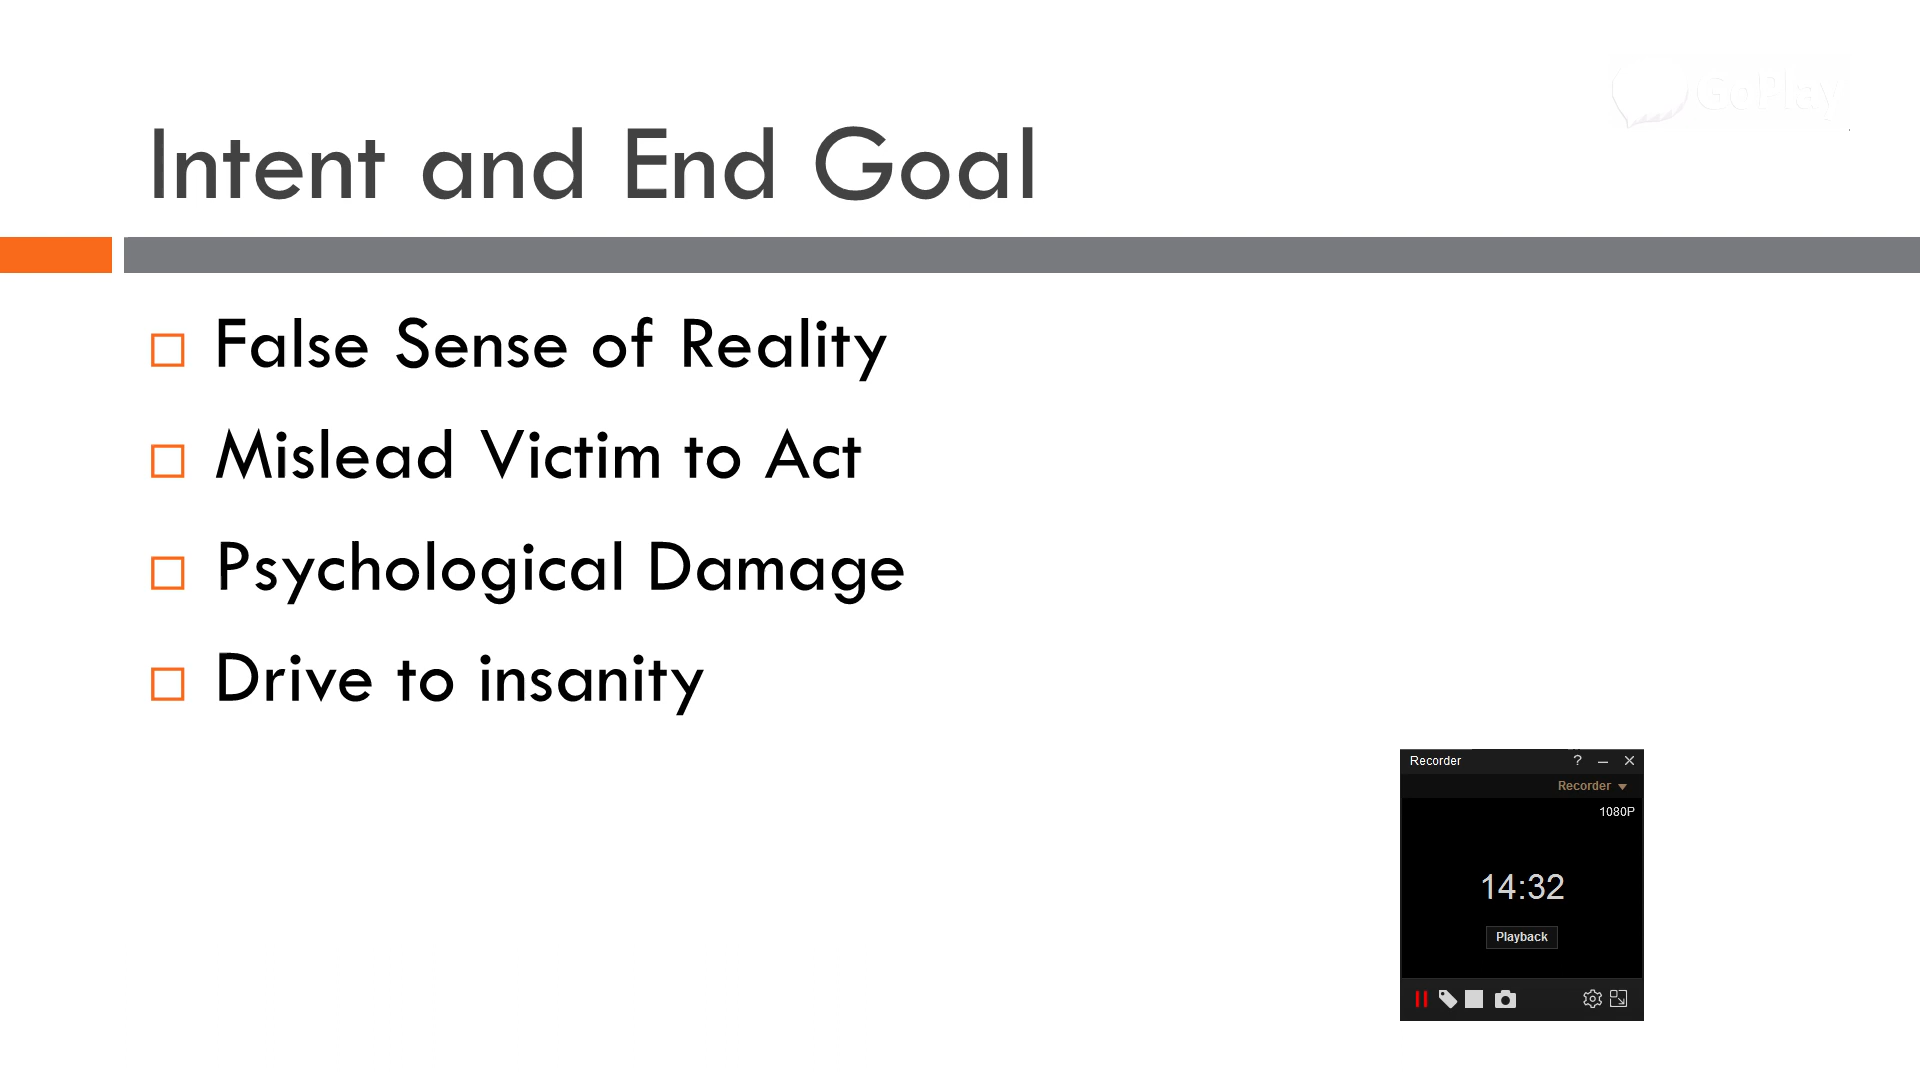 GoPlay
Intent and End Goal
False Sense of Reality
Mislead Victim to Act
Psychological Damage
Drive to insanity
Recorder ?
Recorder
1080P
14:32
Playback